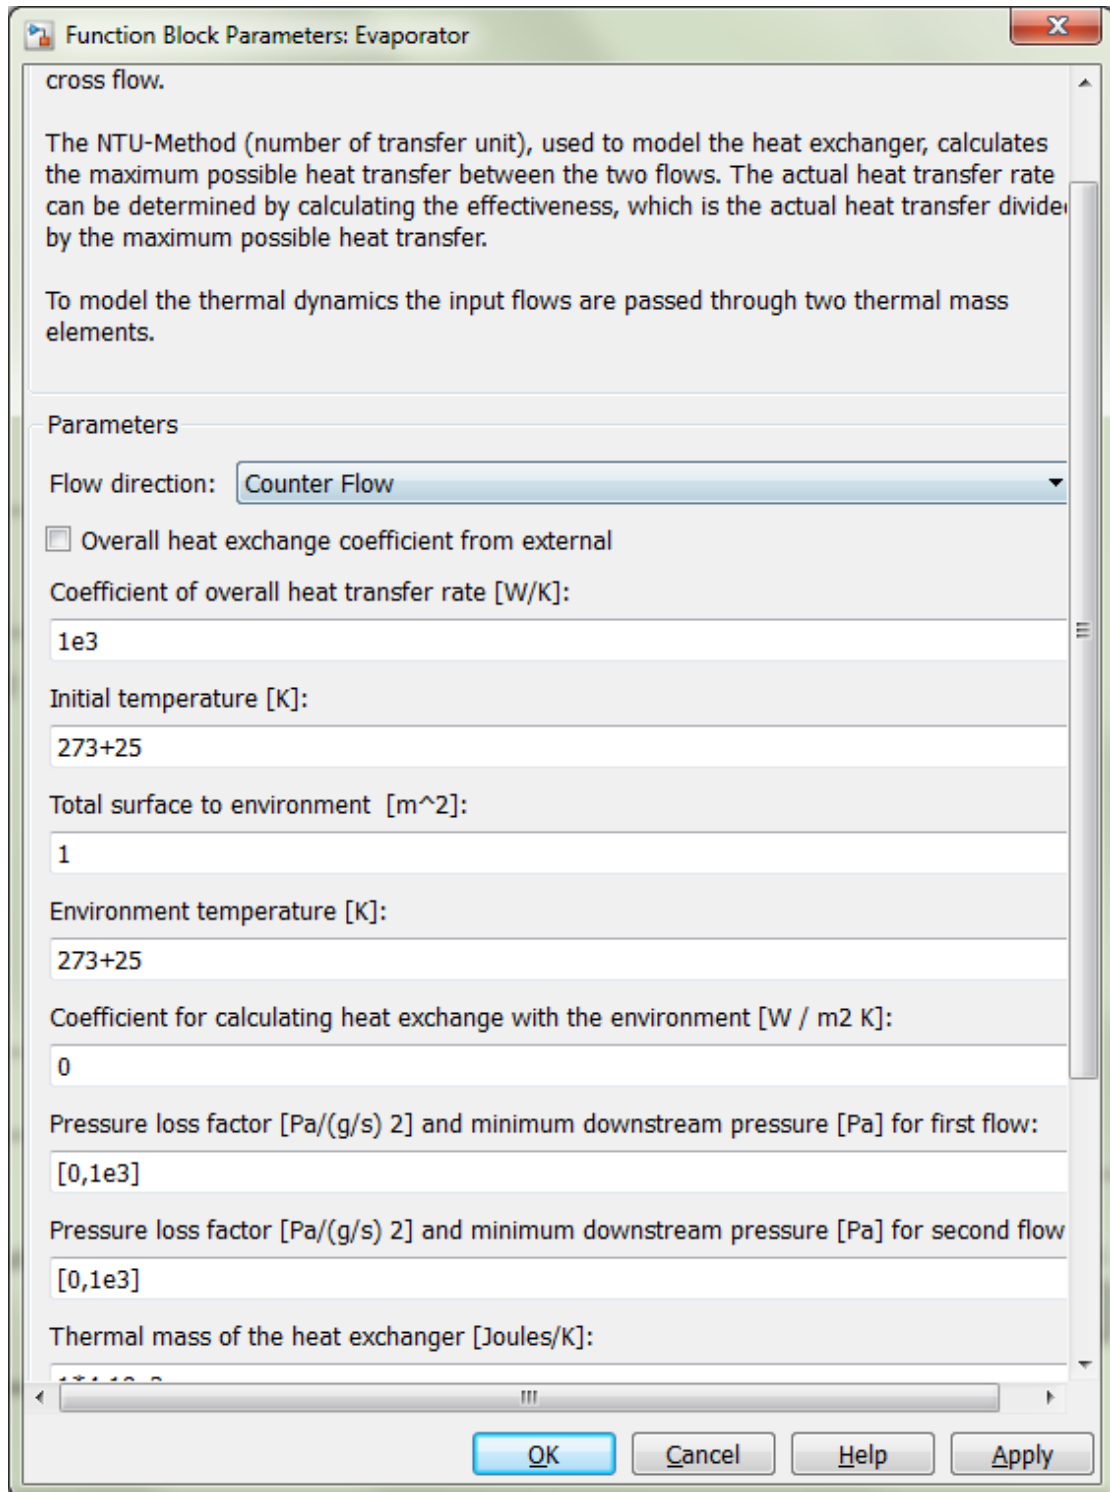 Function Block Parameters: Evaporator
cross flow.
The NTU-Method (number of transfer unit), used to model the heat exchanger, calculates
the maximum possible heat transfer between the two flows. The actual heat transfer rate
can be determined by calculating the effectiveness, which is the actual heat transfer divide
by the maximum possible heat transfer.
To model the thermal dynamics the input flows are passed through two thermal mass
elements.
Parameters
Flow direction: Counter Flow
Overall heat exchange coefficient from external
Coefficient of overall heat transfer rate [W/K]:
1e3
Initial temperature [K]:
273+25
Total surface to environment [m^2]:
1
Environment temperature [K]:
273+25
Coefficient for calculating heat exchange with the environment [W / m2 K]:
0
Pressure loss factor [Pa/(g/s) 2] and minimum downstream pressure [Pa] for first flow:
[0,1e3]
Pressure loss factor [Pa/(g/s) 2] and minimum downstream pressure [Pa] for second flow
[0,1e3]
Thermal mass of the heat exchanger [Joules/K]:
OK Cancel Help Apply